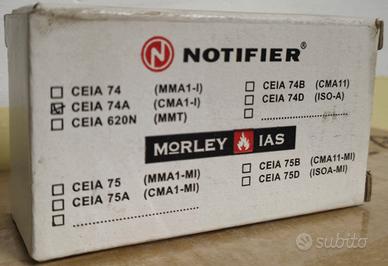 N NOTIFIER®
CEIA 74 (MMA1-I)
CEIA 74A (CMA1-I)
CEIA 620N (MMT)
CEIA 74B (CMA11)
CEIA 74D (ISO-A)
MORLEY IAS
CEIA 75 (MMA1-MI)
CEIA 75A (CMA1-MI)
CEIA 75B (CMA11-MI)
CEIA 75D (ISOA-MI)
subito